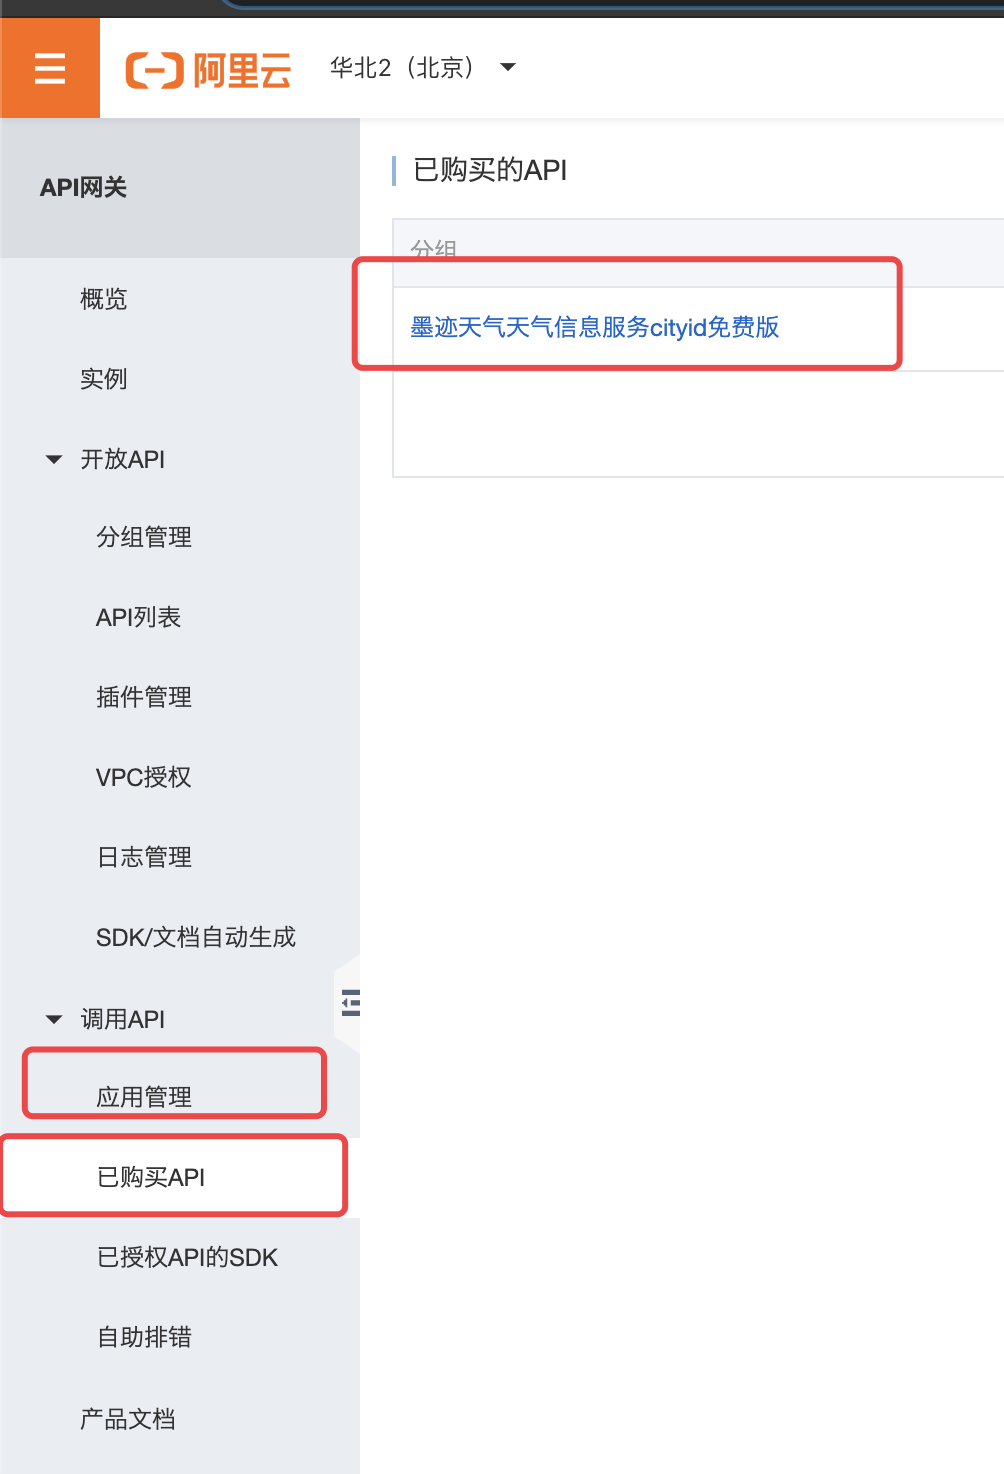 阿里云
华北2（北京）
API网关
概览
实例
开放API
分组管理
API列表
插件管理
VPC授权
日志管理
SDK/文档自动生成
调用API
应用管理
已购买API
已授权API的SDK
自助排错
产品文档
已购买的API
分组
墨迹天气天气信息服务cityid免费版